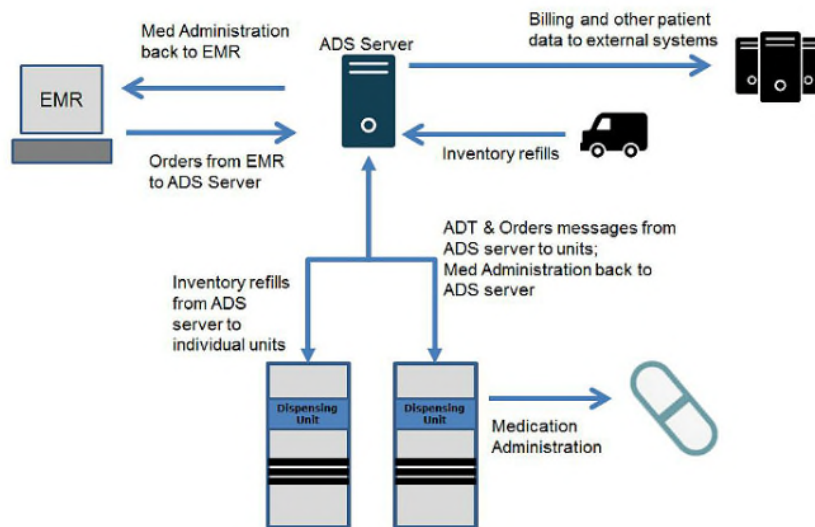 Med Administration
back to EMR
ADS Server
Billing and other patient
data to external systems
EMR
Orders from EMR
to ADS Server
Inventory refills
ADT & Orders messages from
ADS server to units;
Med Administration back to
ADS server
Inventory refills
from ADS
server to
individual units
Dispensing
Unit
Dispensing
Unit
Medication
Administration